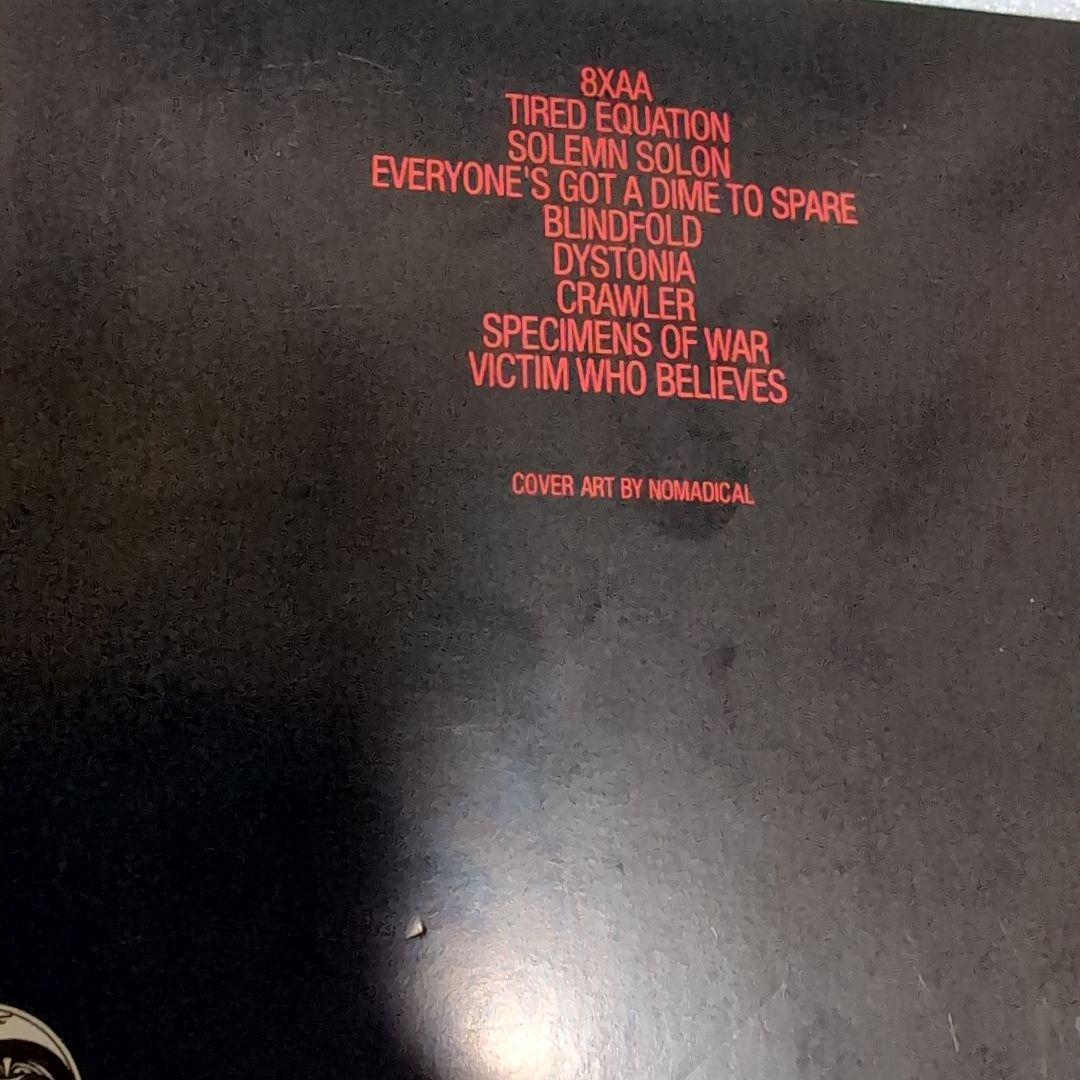 8XAA
TIRED EQUATION
SOLEMN SOLON
EVERYONE'S GOT A DIME TO SPARE
BLINDFOLD
DYSTONIA
CRAWLER
SPECIMENS OF WAR
VICTIM WHO BELIEVES
COVER ART BY NOMADICAL